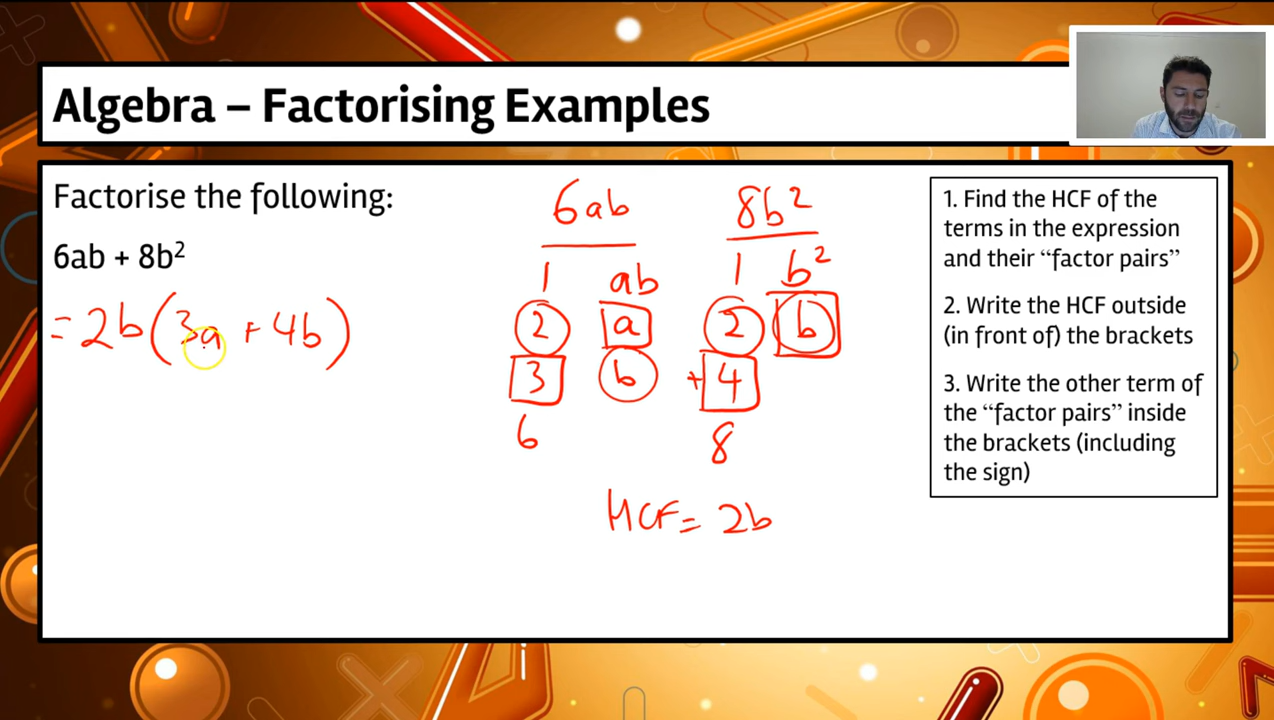 Algebra – Factorising Examples
Factorise the following:
6ab + 8b²
= 2b(3a + 4b)
6ab 8b²
1 ab 1 b²
2 a 2 b
3 b + 4
6 8
HCF = 2b
1. Find the HCF of the
terms in the expression
and their “factor pairs”
2. Write the HCF outside
(in front of) the brackets
3. Write the other term of
the “factor pairs” inside
the brackets (including
the sign)